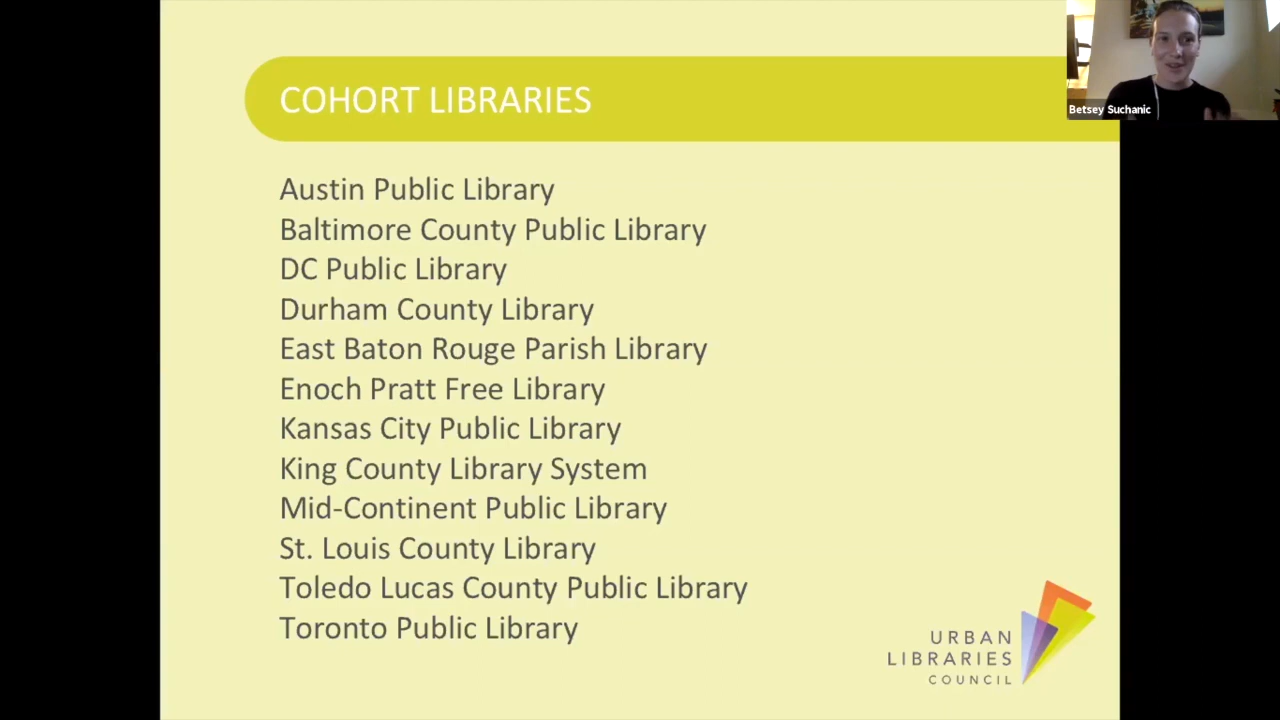 COHORT LIBRARIES
Betsey Suchanic
Austin Public Library
Baltimore County Public Library
DC Public Library
Durham County Library
East Baton Rouge Parish Library
Enoch Pratt Free Library
Kansas City Public Library
King County Library System
Mid-Continent Public Library
St. Louis County Library
Toledo Lucas County Public Library
Toronto Public Library
URBAN
LIBRARIES
COUNCIL